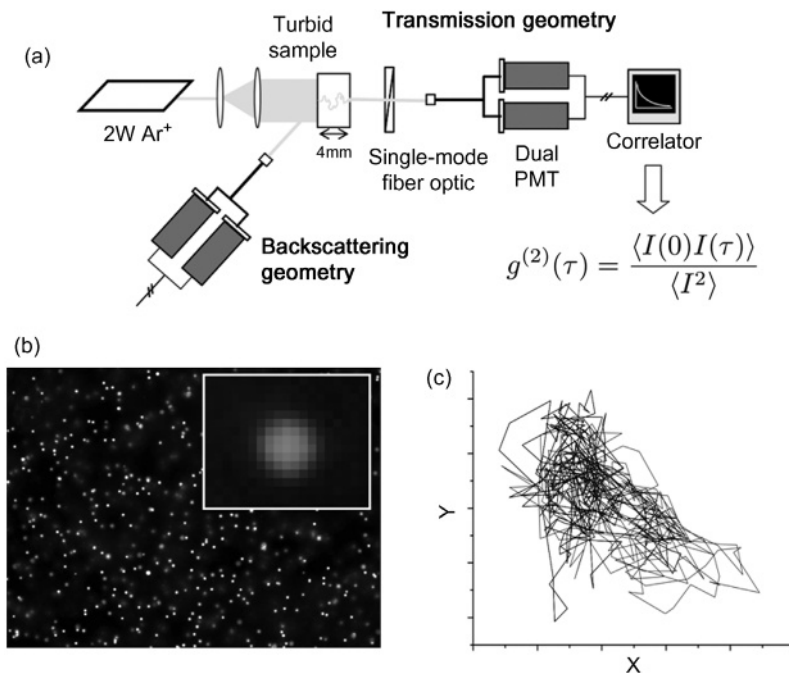 Transmission geometry
Turbid
sample
(a)
2W Ar⁺
4mm
Single-mode
fiber optic
Dual
PMT
Correlator
Backscattering
geometry
g⁽²⁾(τ) = ⟨I(0)I(τ)⟩ / ⟨I²⟩
(b)
(c)
Y
X